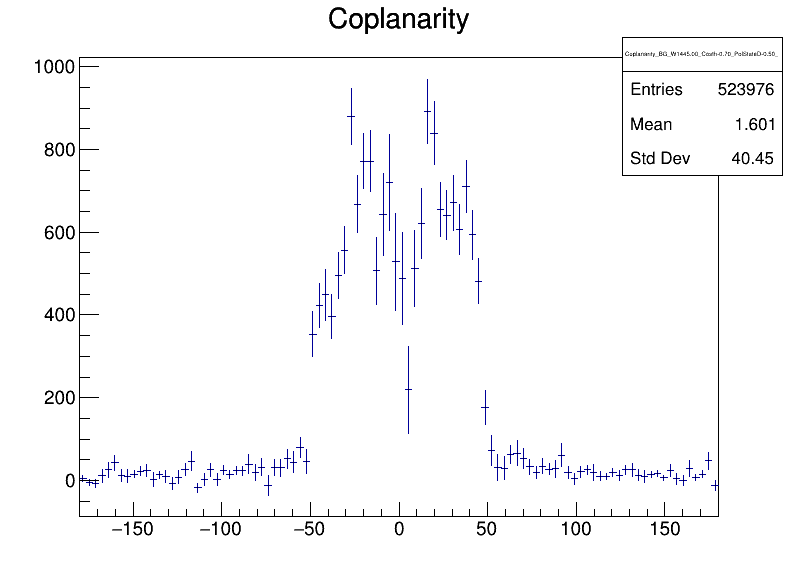 Coplanarity
Coplanarity_BG_W1445.00_Costh-0.70_PolStateD-0.50_
Entries 523976
Mean 1.601
Std Dev 40.45
1000
800
600
400
200
0
−150 −100 −50 0 50 100 150